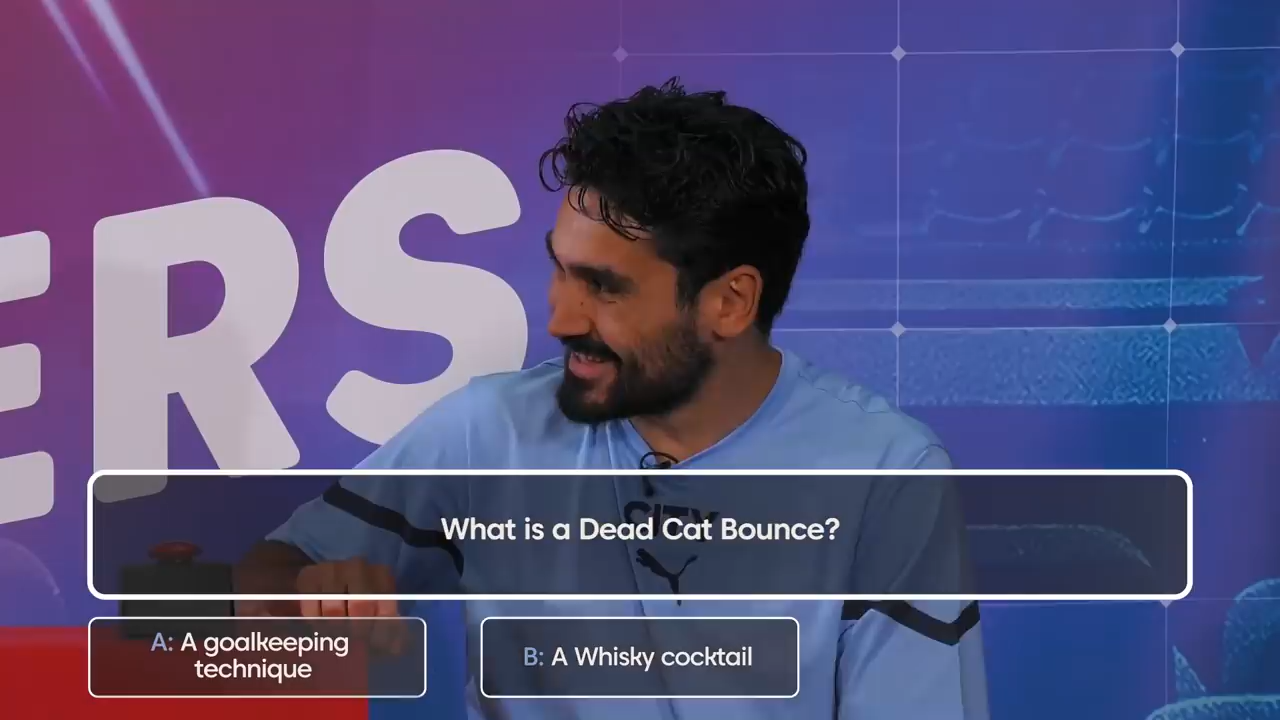 ERS
CITY
What is a Dead Cat Bounce?
A: A goalkeeping
technique
B: A Whisky cocktail